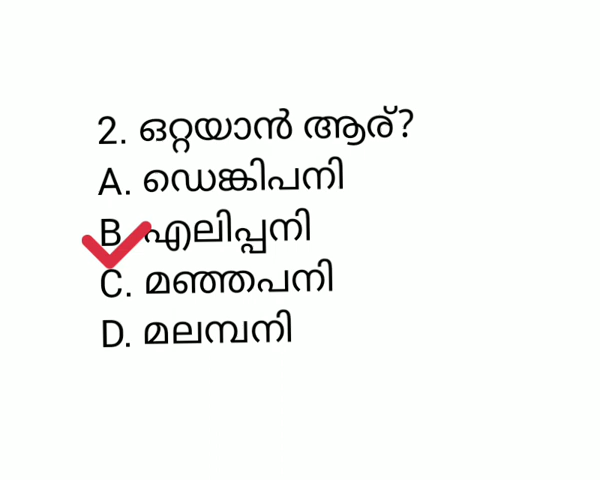 2. ഒറ്റയാൻ ആര്?
A. ഡെങ്കിപനി
B. എലിപ്പനി
C. മഞ്ഞപനി
D. മലമ്പനി